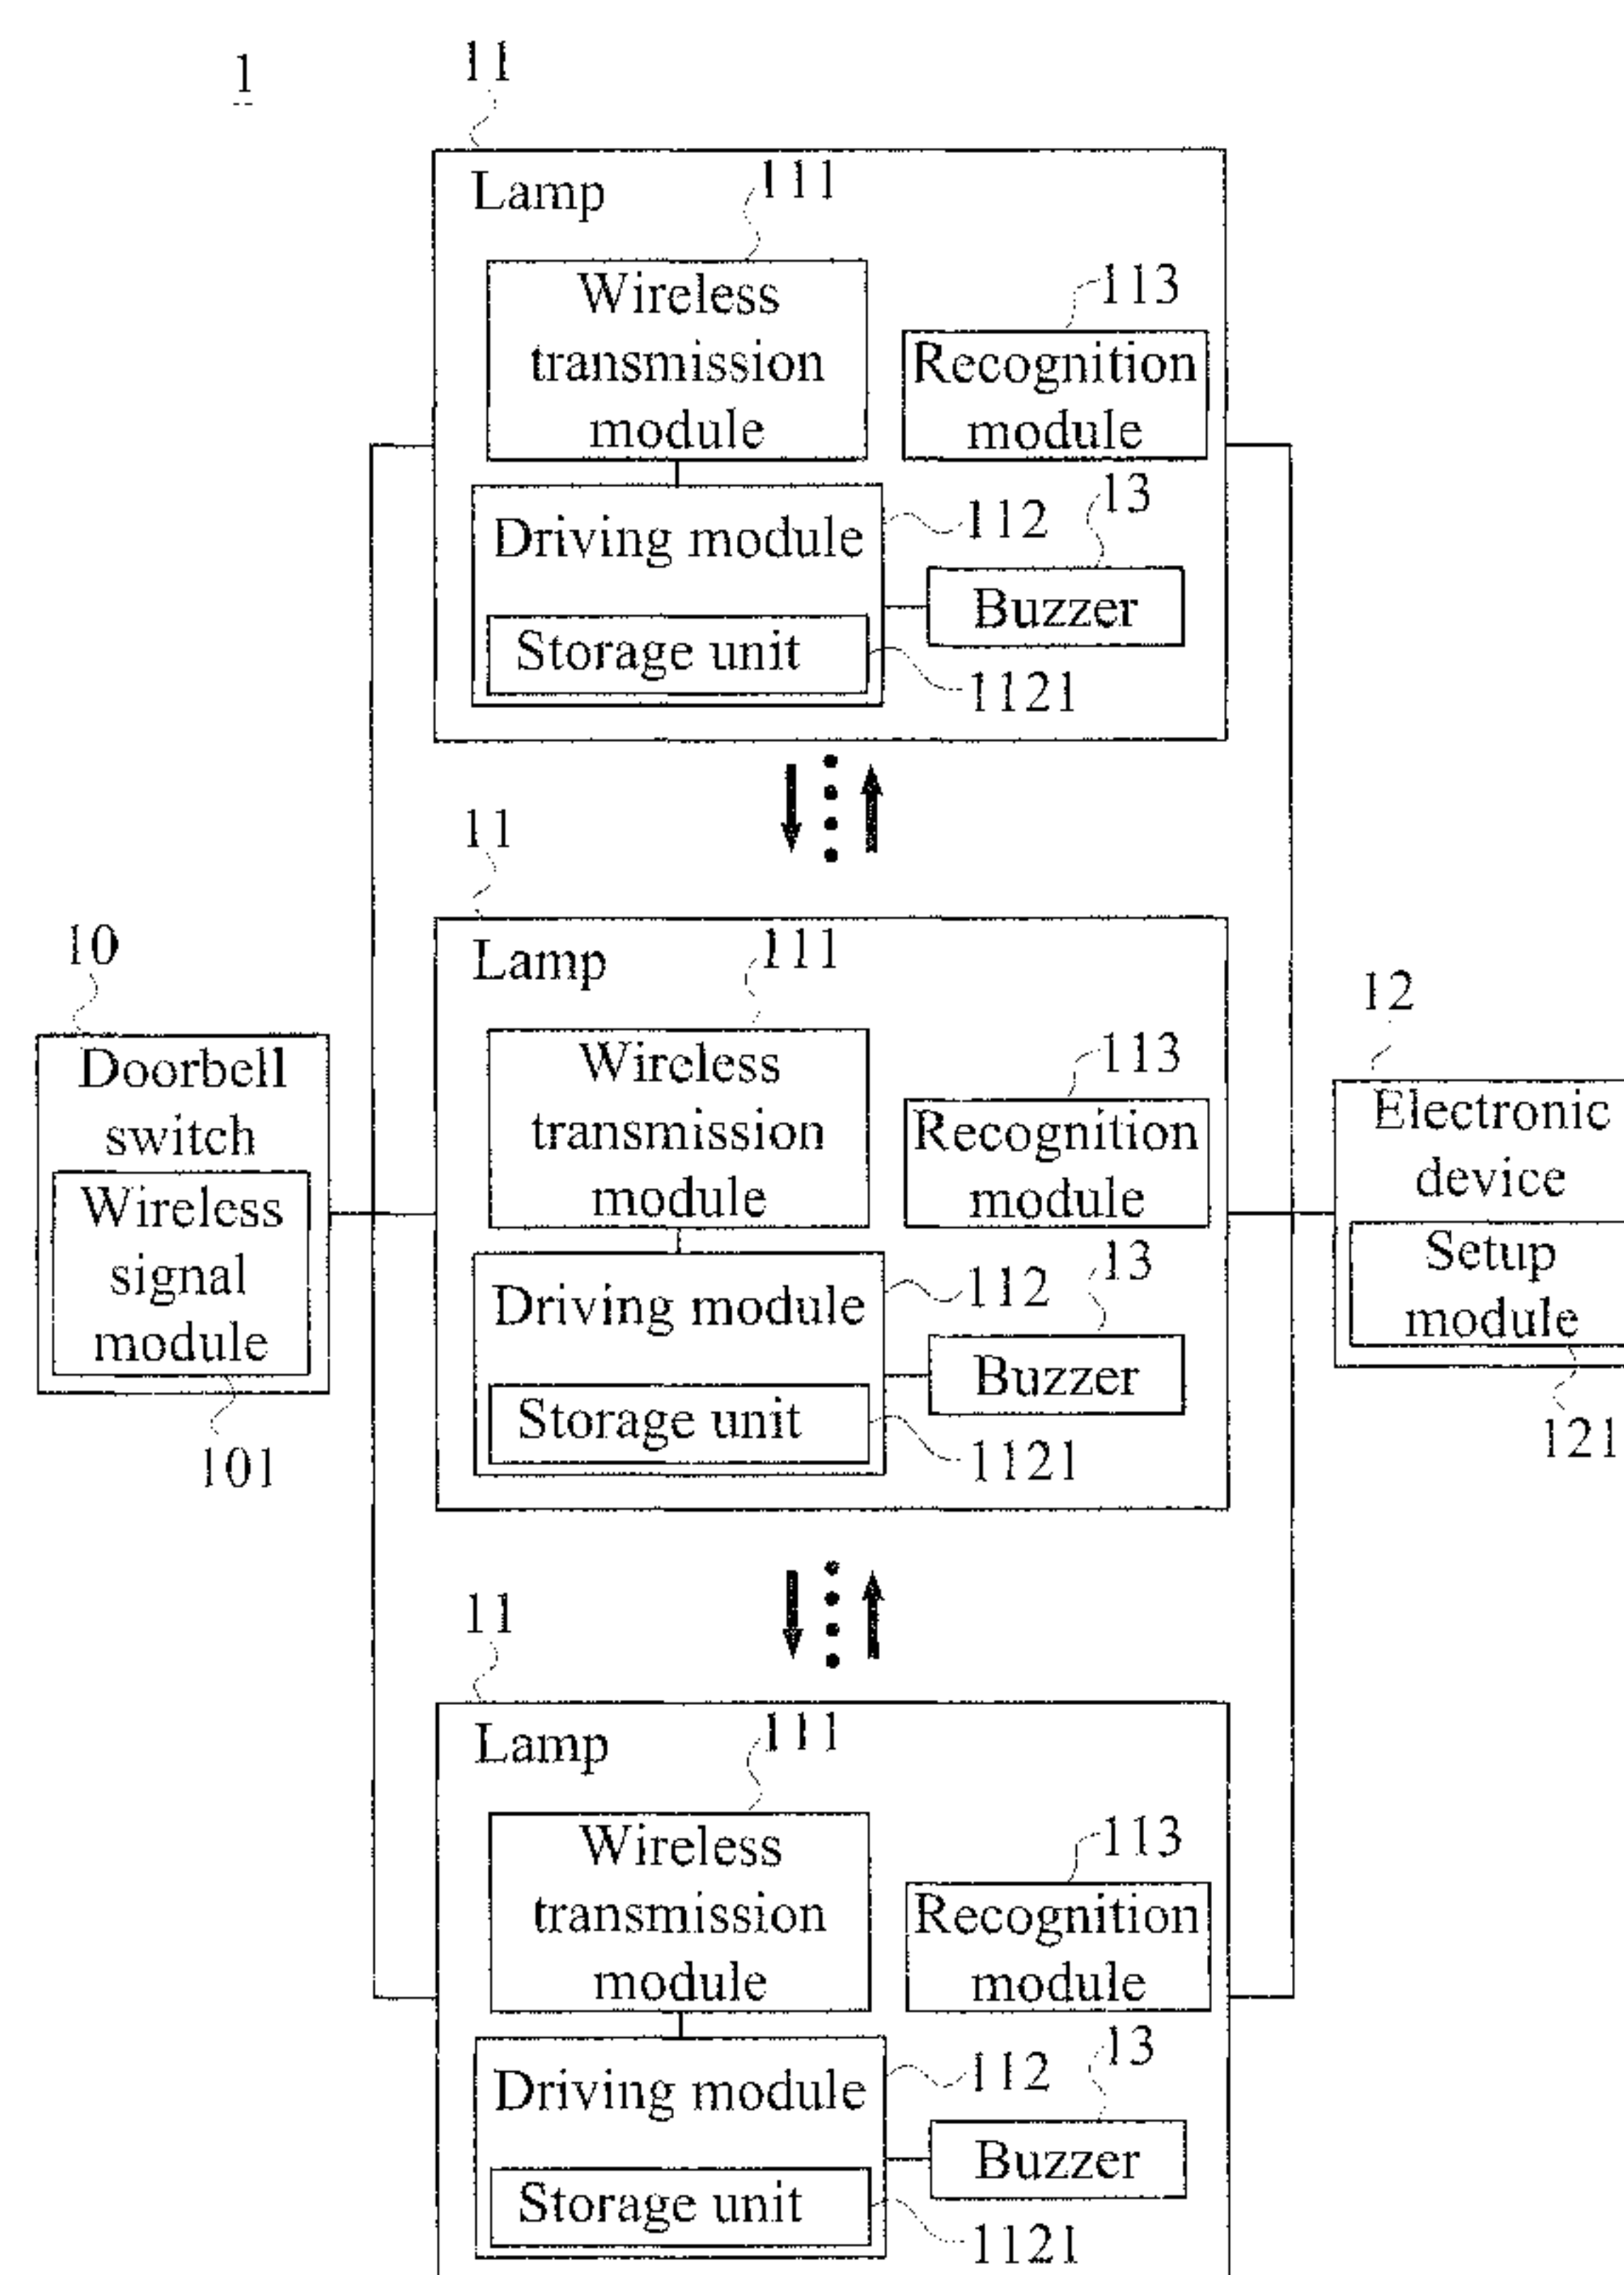 1
11
Lamp
111
Wireless
transmission
module
113
Recognition
module
Driving module
112
13
Buzzer
Storage unit
1121
11
Lamp
111
Wireless
transmission
module
113
Recognition
module
Driving module
112
13
Buzzer
Storage unit
1121
10
Doorbell
switch
Wireless
signal
module
101
12
Electronic
device
Setup
module
121
11
Lamp
111
Wireless
transmission
module
113
Recognition
module
Driving module
112
13
Buzzer
Storage unit
1121